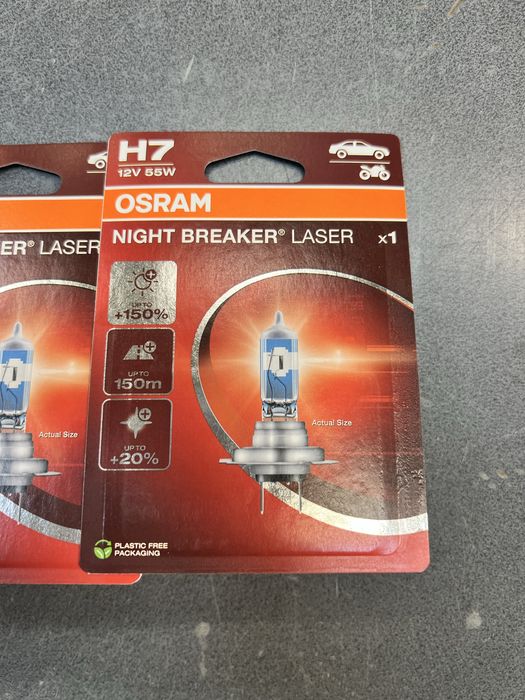 H7
12V 55W
OSRAM
NIGHT BREAKER® LASER x1
UP TO
+150%
UP TO
150m
UP TO
+20%
Actual Size
PLASTIC FREE
PACKAGING
ER® LASER
Actual Size